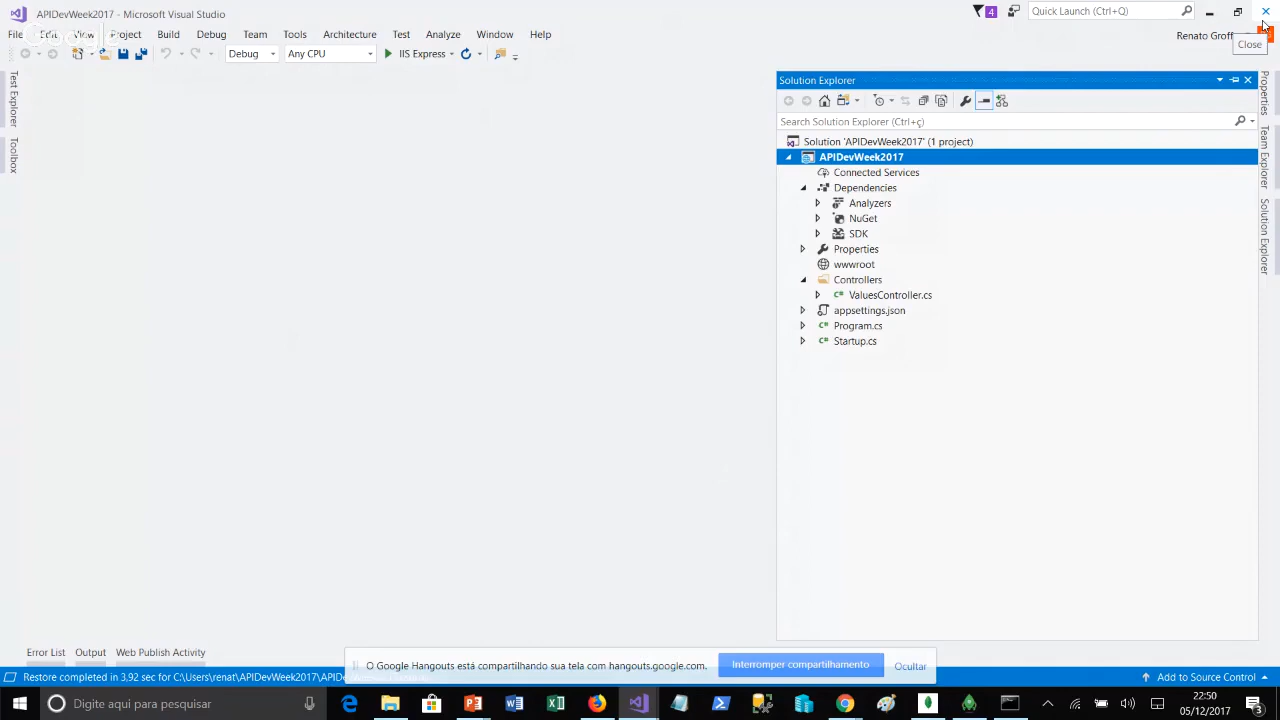 APIDevWeek2017 - Microsoft Visual Studio
4
Quick Launch (Ctrl+Q)
File Edit View Project Build Debug Team Tools Architecture Test Analyze Window Help
Renato Groff
Close
Debug Any CPU IIS Express
Test Explorer
Toolbox
Solution Explorer
Search Solution Explorer (Ctrl+ç)
Solution 'APIDevWeek2017' (1 project)
APIDevWeek2017
Connected Services
Dependencies
Analyzers
NuGet
SDK
Properties
wwwroot
Controllers
ValuesController.cs
appsettings.json
Program.cs
Startup.cs
Properties
Team Explorer
Solution Explorer
Error List Output Web Publish Activity
O Google Hangouts está compartilhando sua tela com hangouts.google.com. Interromper compartilhamento Ocultar
Restore completed in 3,92 sec for C:\Users\renat\APIDevWeek2017\
Add to Source Control
Digite aqui para pesquisar
22:50
05/12/2017
3